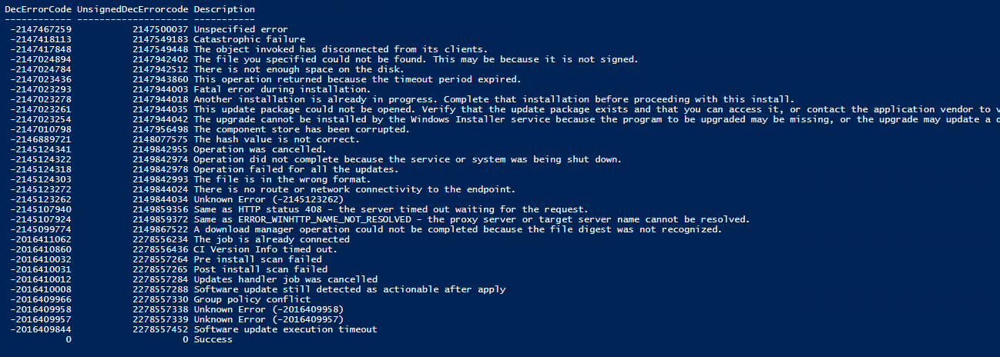 DecErrorCode UnsignedDecErrorcode Description
------------ -------------------- -----------
-2147467259 2147500037 Unspecified error
-2147418113 2147549183 Catastrophic failure
-2147417848 2147549448 The object invoked has disconnected from its clients.
-2147024894 2147942402 The file you specified could not be found. This may be because it is not signed.
-2147024784 2147942512 There is not enough space on the disk.
-2147023436 2147943860 This operation returned because the timeout period expired.
-2147023293 2147944003 Fatal error during installation.
-2147023278 2147944018 Another installation is already in progress. Complete that installation before proceeding with this install.
-2147023261 2147944035 This update package could not be opened. Verify that the update package exists and that you can access it, or contact the application vendor to v
-2147023254 2147944042 The upgrade cannot be installed by the Windows Installer service because the program to be upgraded may be missing, or the upgrade may update a d
-2147010798 2147956498 The component store has been corrupted.
-2146889721 2148077575 The hash value is not correct.
-2145124341 2149842955 Operation was cancelled.
-2145124322 2149842974 Operation did not complete because the service or system was being shut down.
-2145124318 2149842978 Operation failed for all the updates.
-2145124303 2149842993 The file is in the wrong format.
-2145123272 2149844024 There is no route or network connectivity to the endpoint.
-2145123262 2149844034 Unknown Error (-2145123262)
-2145107940 2149859356 Same as HTTP status 408 - the server timed out waiting for the request.
-2145107924 2149859372 Same as ERROR_WINHTTP_NAME_NOT_RESOLVED - the proxy server or target server name cannot be resolved.
-2145099774 2149867522 A download manager operation could not be completed because the file digest was not recognized.
-2016411062 2278556234 The job is already connected
-2016410860 2278556436 CI Version Info timed out.
-2016410032 2278557264 Pre install scan failed
-2016410031 2278557265 Post install scan failed
-2016410012 2278557284 Updates handler job was cancelled
-2016410008 2278557288 Software update still detected as actionable after apply
-2016409966 2278557330 Group policy conflict
-2016409958 2278557338 Unknown Error (-2016409958)
-2016409957 2278557339 Unknown Error (-2016409957)
-2016409844 2278557452 Software update execution timeout
0 0 Success